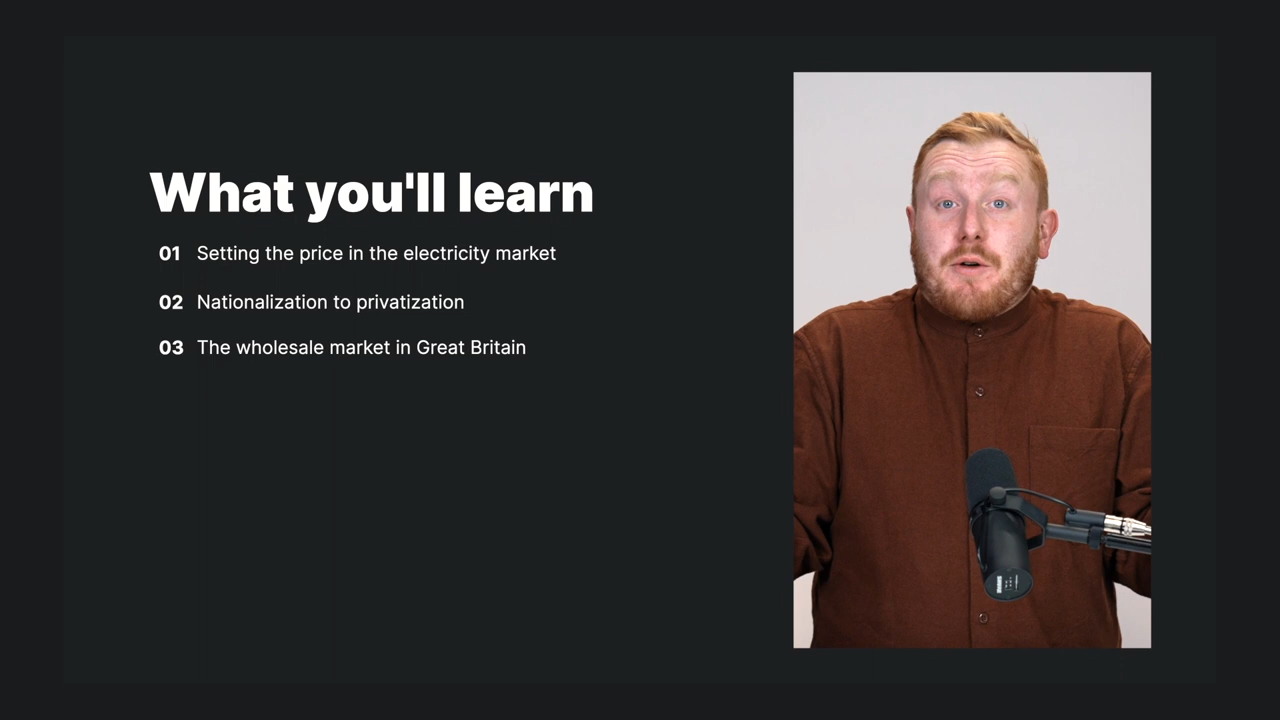 What you'll learn
01 Setting the price in the electricity market
02 Nationalization to privatization
03 The wholesale market in Great Britain